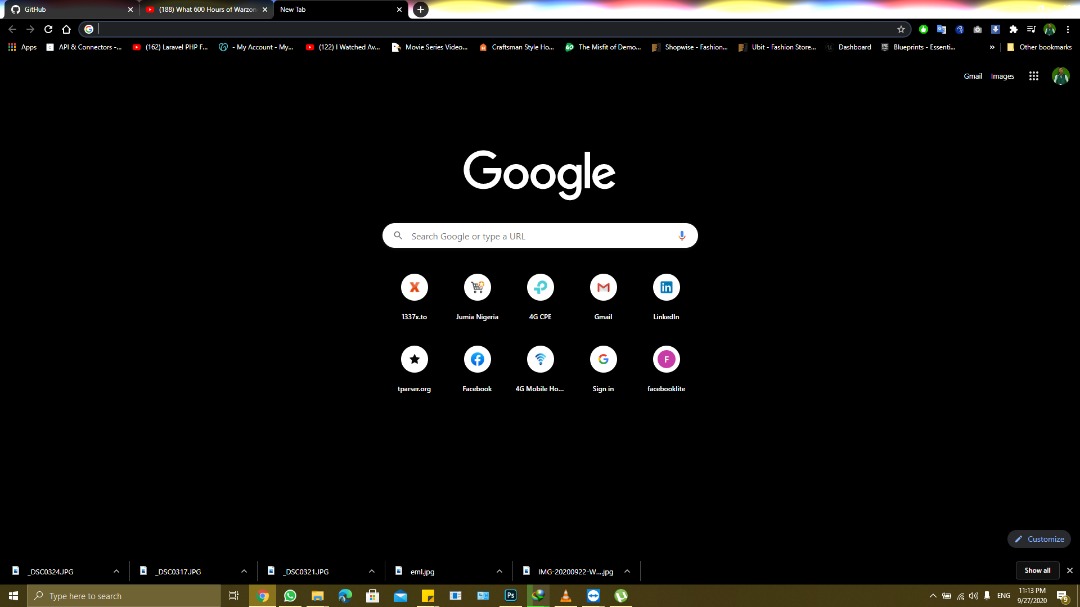 GitHub
(188) What 600 Hours of Warzon
New Tab
Apps
API & Connectors -...
(162) Laravel PHP F...
- My Account - My...
(122) I Watched Av...
Movie Series Video...
Craftsman Style Ho...
The Misfit of Demo...
Shopwise - Fashion...
Ubit - Fashion Store...
Dashboard
Blueprints - Essenti...
»
Other bookmarks
Gmail
Images
Google
Search Google or type a URL
1337x.to
Jumia Nigeria
4G CPE
Gmail
LinkedIn
tparser.org
Facebook
4G Mobile Ho...
Sign in
F
facebooklite
Customize
_DSC0324.JPG
_DSC0317.JPG
_DSC0321.JPG
eml.jpg
IMG-20200922-W....jpg
Show all
Type here to search
Ps
ENG
11:13 PM
9/27/2020